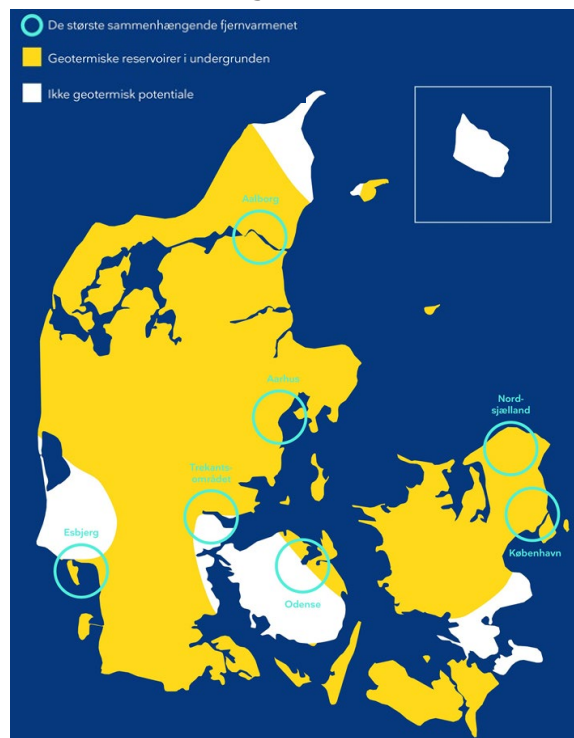 De største sammenhængende fjernvarmenet
Geotermiske reservoirer i undergrunden
Ikke geotermisk potentiale
Aalborg
Aarhus
Nord-
sjælland
Trekants-
området
Esbjerg
København
Odense